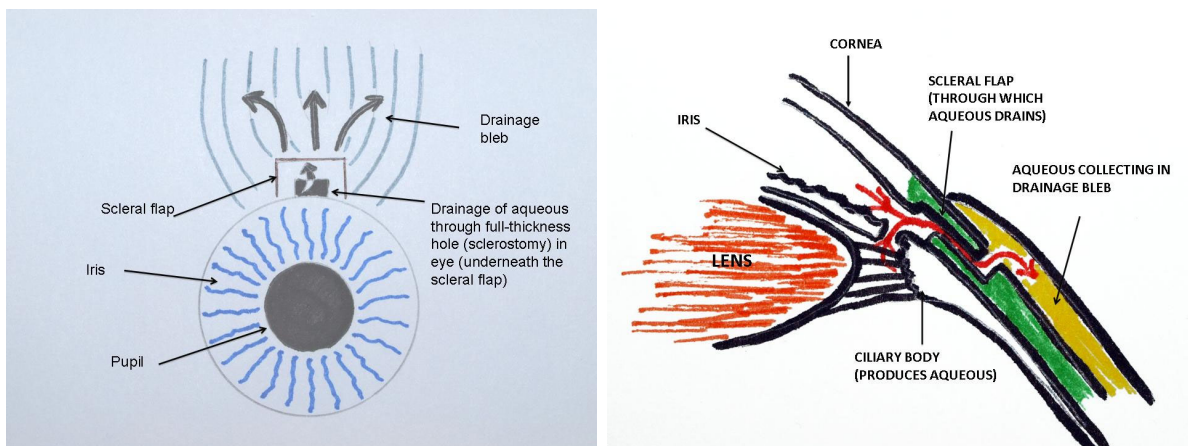 Drainage
bleb
Scleral flap
Drainage of aqueous
through full-thickness
hole (sclerostomy) in
eye (underneath the
scleral flap)
Iris
Pupil
CORNEA
SCLERAL FLAP
(THROUGH WHICH
AQUEOUS DRAINS)
IRIS
AQUEOUS COLLECTING IN
DRAINAGE BLEB
LENS
CILIARY BODY
(PRODUCES AQUEOUS)